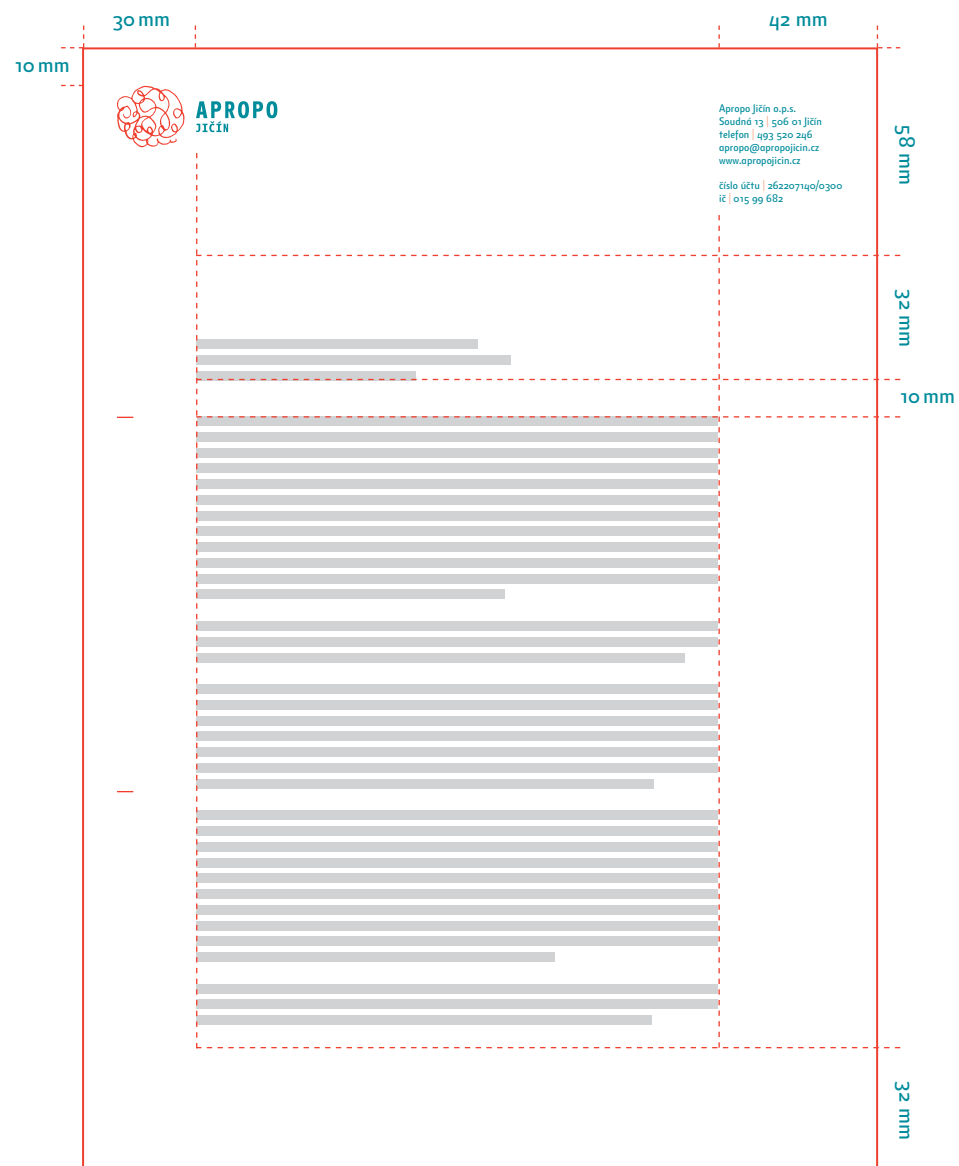 30 mm
42 mm
10 mm
APROPO
JIČÍN
Apropo Jičín o.p.s.
Soudná 13 | 506 01 Jičín
telefon | 493 520 246
apropo@apropojicin.cz
www.apropojicin.cz
číslo účtu | 262207140/0300
ič | 015 99 682
58 mm
32 mm
10 mm
32 mm